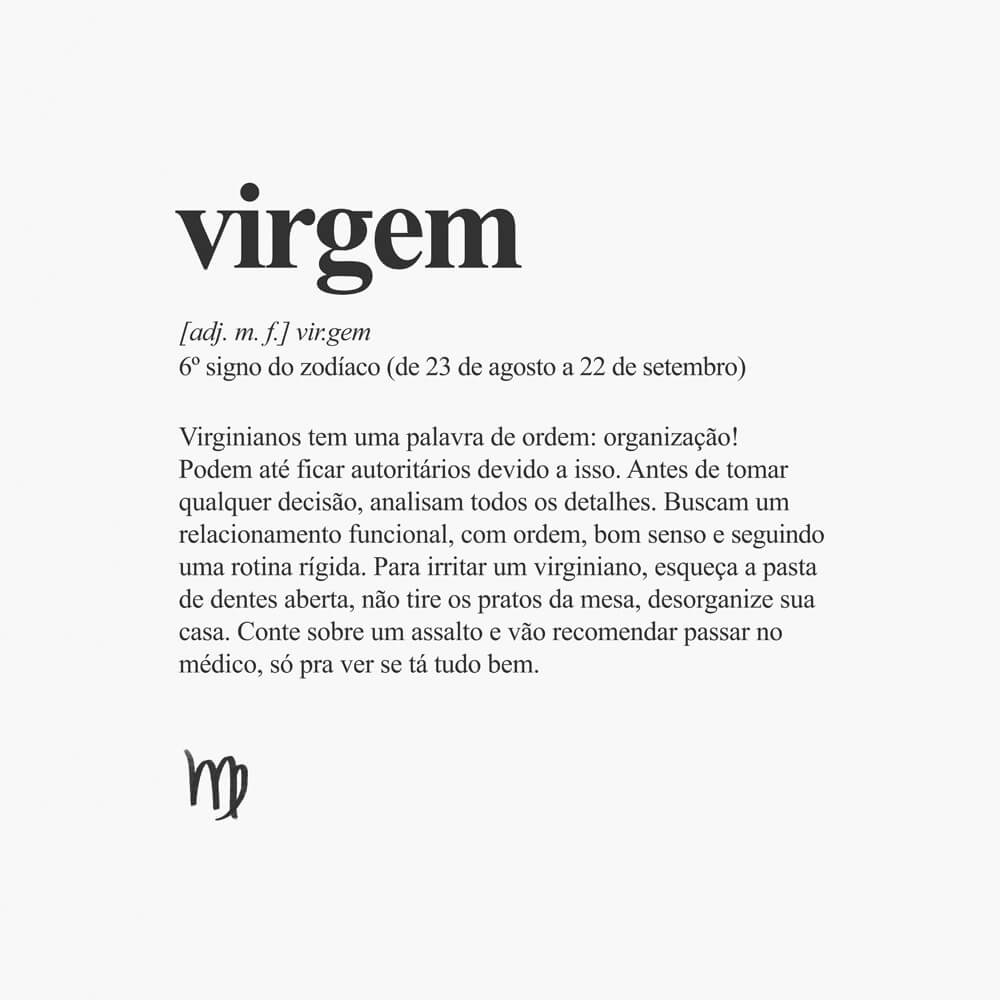 virgem
[adj. m. f.] vir.gem
6º signo do zodíaco (de 23 de agosto a 22 de setembro)
Virginianos tem uma palavra de ordem: organização!
Podem até ficar autoritários devido a isso. Antes de tomar
qualquer decisão, analisam todos os detalhes. Buscam um
relacionamento funcional, com ordem, bom senso e seguindo
uma rotina rígida. Para irritar um virginiano, esqueça a pasta
de dentes aberta, não tire os pratos da mesa, desorganize sua
casa. Conte sobre um assalto e vão recomendar passar no
médico, só pra ver se tá tudo bem.